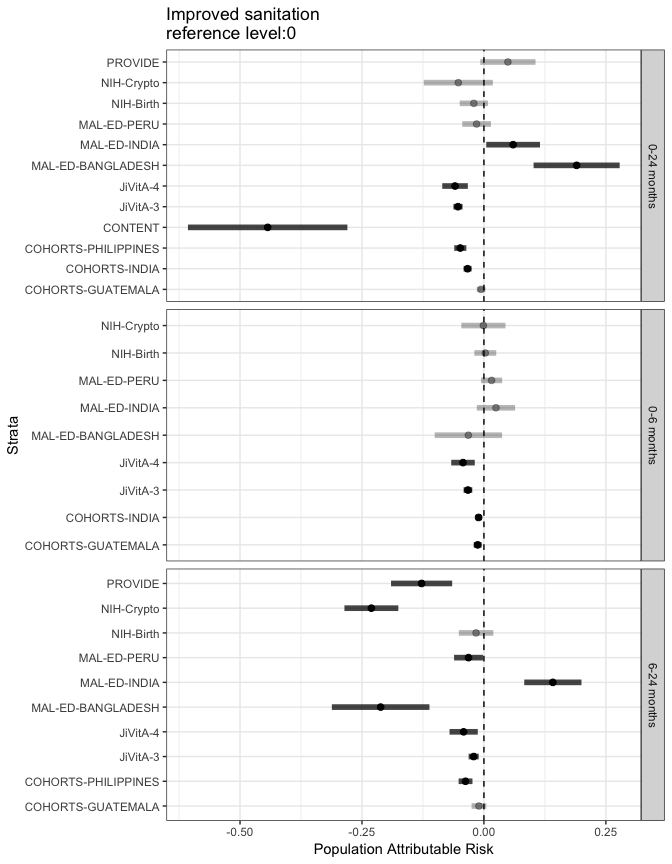 Improved sanitation
reference level:0
PROVIDE
NIH-Crypto
NIH-Birth
MAL-ED-PERU
MAL-ED-INDIA
MAL-ED-BANGLADESH
JiVitA-4
JiVitA-3
CONTENT
COHORTS-PHILIPPINES
COHORTS-INDIA
COHORTS-GUATEMALA
0-24 months
NIH-Crypto
NIH-Birth
MAL-ED-PERU
MAL-ED-INDIA
MAL-ED-BANGLADESH
JiVitA-4
JiVitA-3
COHORTS-INDIA
COHORTS-GUATEMALA
0-6 months
Strata
PROVIDE
NIH-Crypto
NIH-Birth
MAL-ED-PERU
MAL-ED-INDIA
MAL-ED-BANGLADESH
JiVitA-4
JiVitA-3
COHORTS-PHILIPPINES
COHORTS-GUATEMALA
6-24 months
-0.50 -0.25 0.00 0.25
Population Attributable Risk